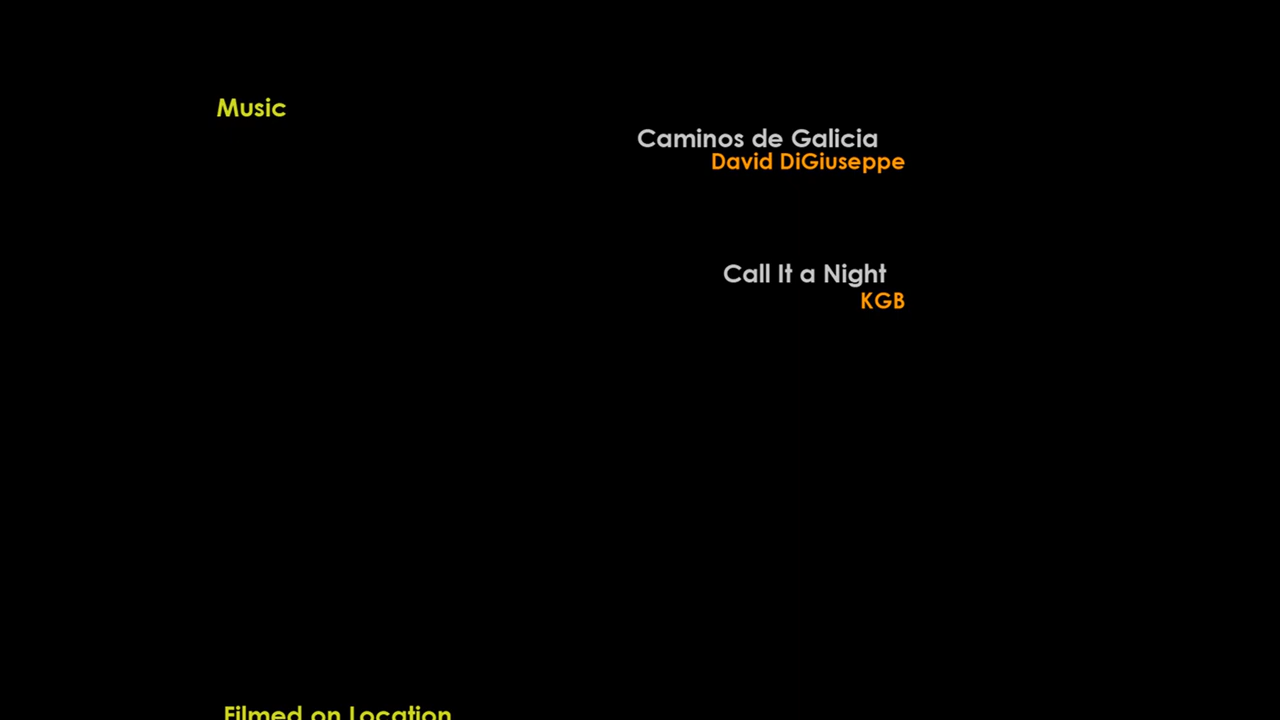 Music
Caminos de Galicia
David DiGiuseppe
Call It a Night
KGB
Filmed on Location